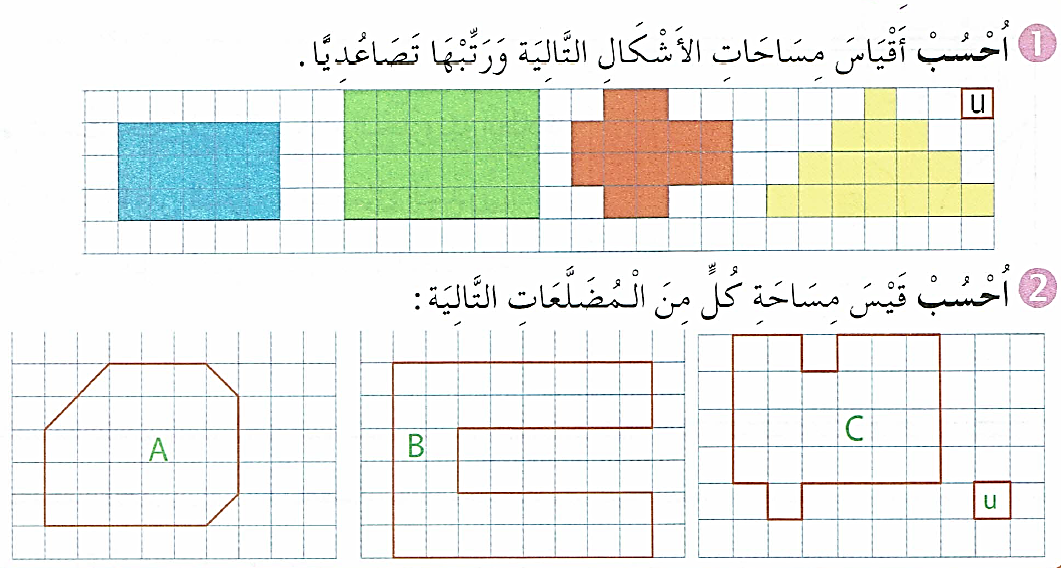 1 اُحْسُبْ أَقْيَاسَ مِسَاحَاتِ الأَشْكَالِ التَّالِيَة وَرَتِّبْهَا تَصَاعُدِيًّا.
u
2 اُحْسُبْ قَيْسَ مِسَاحَةِ كُلٍّ مِنَ الْمُضَلَّعَاتِ التَّالِيَة:
A B C
u